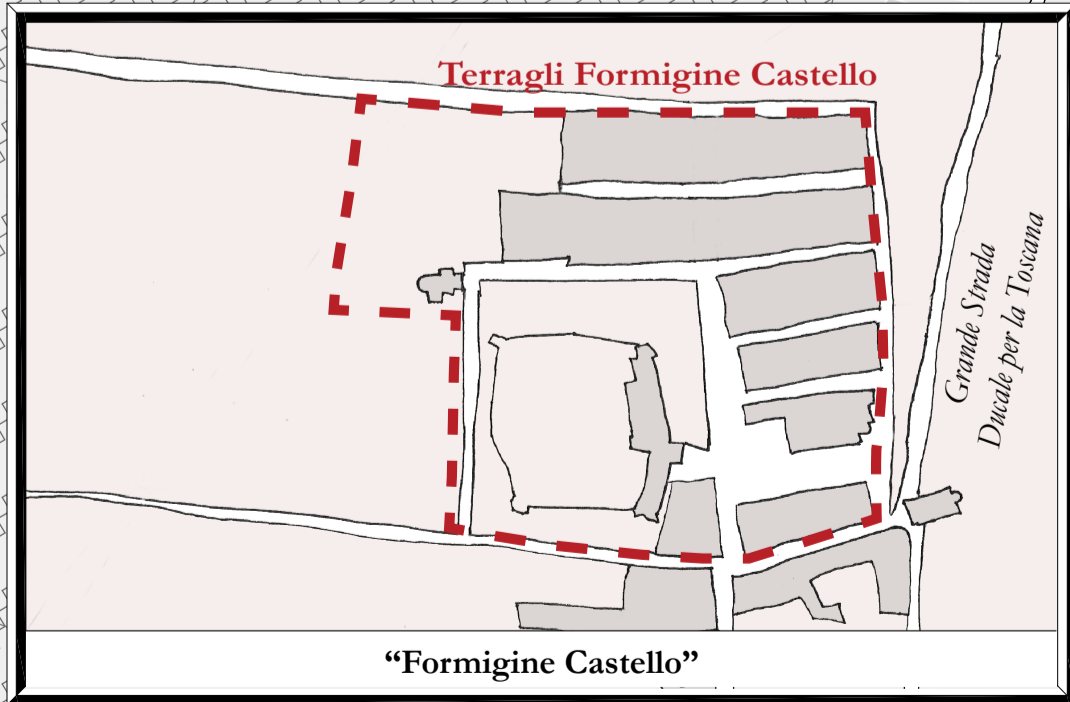 Terragli Formigine Castello
Grande Strada
Ducale per la Toscana
“Formigine Castello”